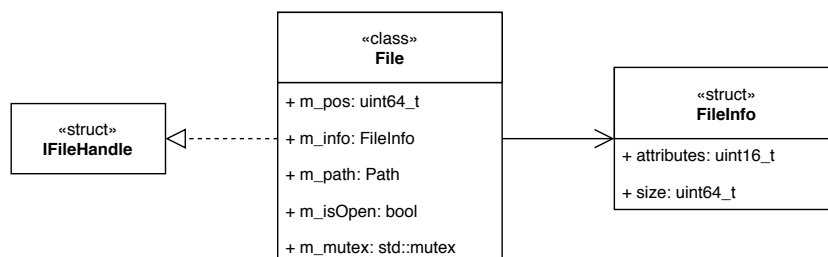 «struct»
IFileHandle
«class»
File
+ m_pos: uint64_t
+ m_info: FileInfo
+ m_path: Path
+ m_isOpen: bool
+ m_mutex: std::mutex
«struct»
FileInfo
+ attributes: uint16_t
+ size: uint64_t